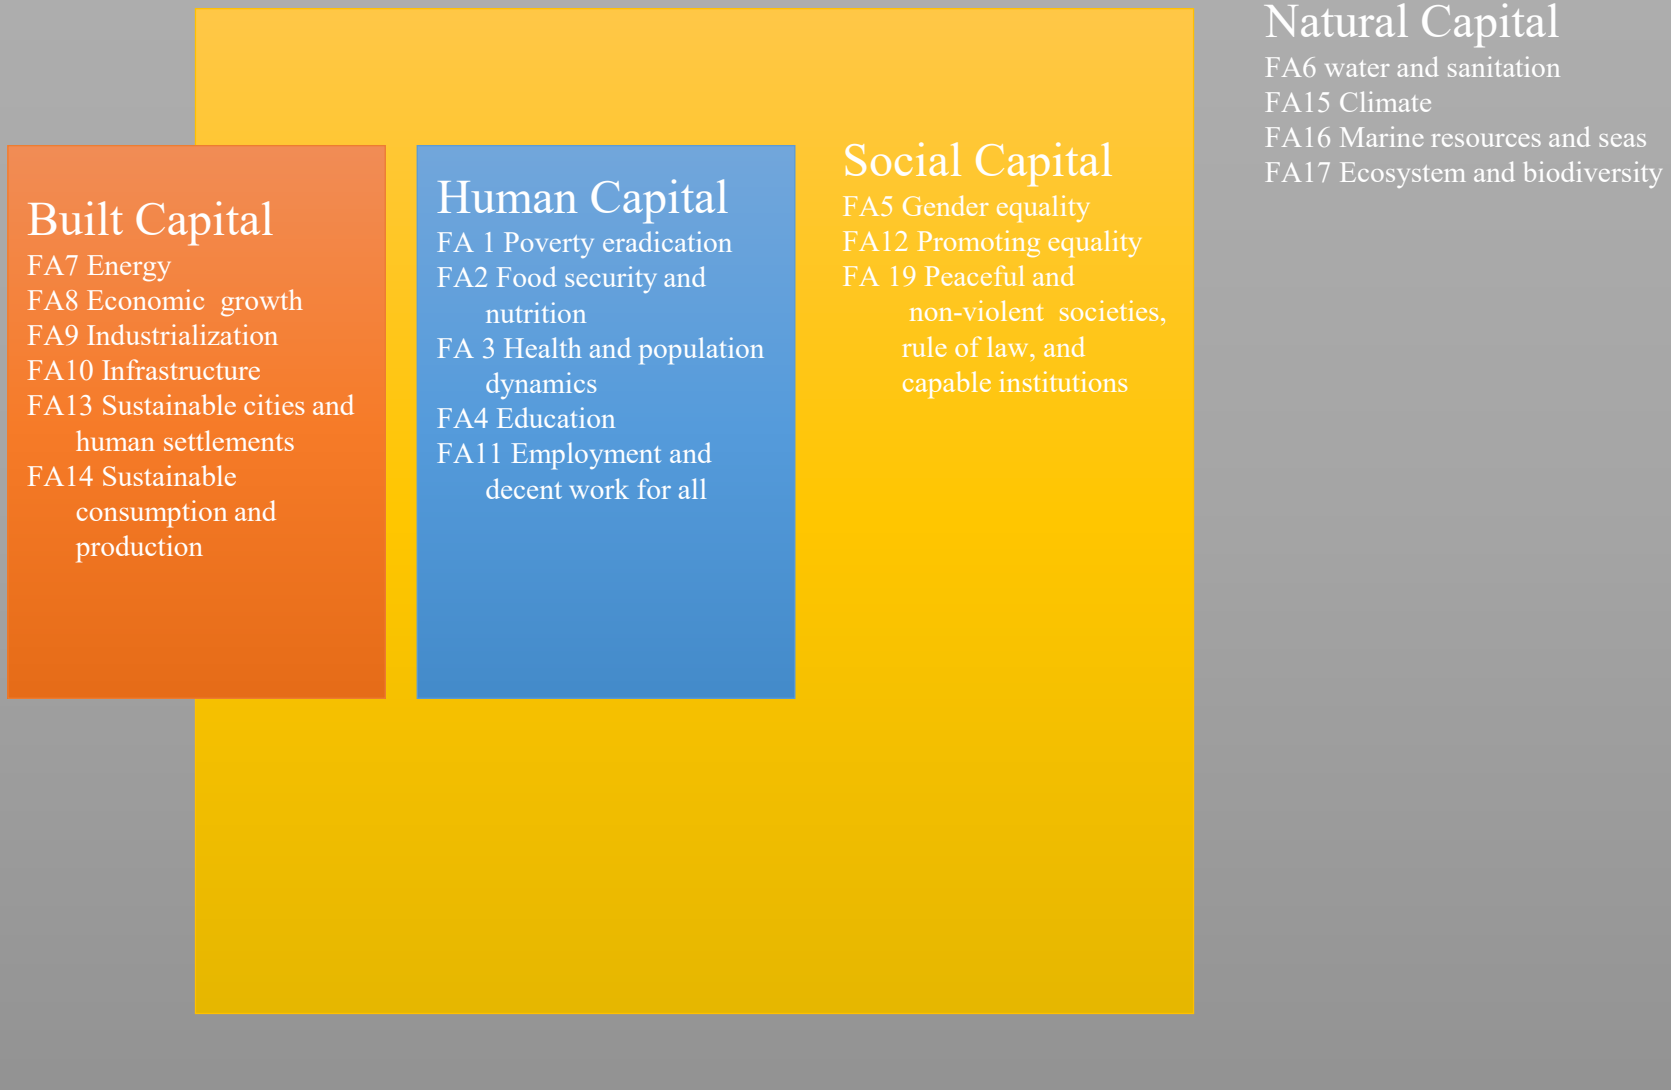 Built Capital
FA7 Energy
FA8 Economic  growth
FA9 Industrialization
FA10 Infrastructure
FA13 Sustainable cities and
human settlements
FA14 Sustainable
consumption and
production
Human Capital
FA 1 Poverty eradication
FA2 Food security and
nutrition
FA 3 Health and population
dynamics
FA4 Education
FA11 Employment and
decent work for all
Social Capital
FA5 Gender equality
FA12 Promoting equality
FA 19 Peaceful and
non-violent  societies,
rule of law, and
capable institutions
Natural Capital
FA6 water and sanitation
FA15 Climate
FA16 Marine resources and seas
FA17 Ecosystem and biodiversity